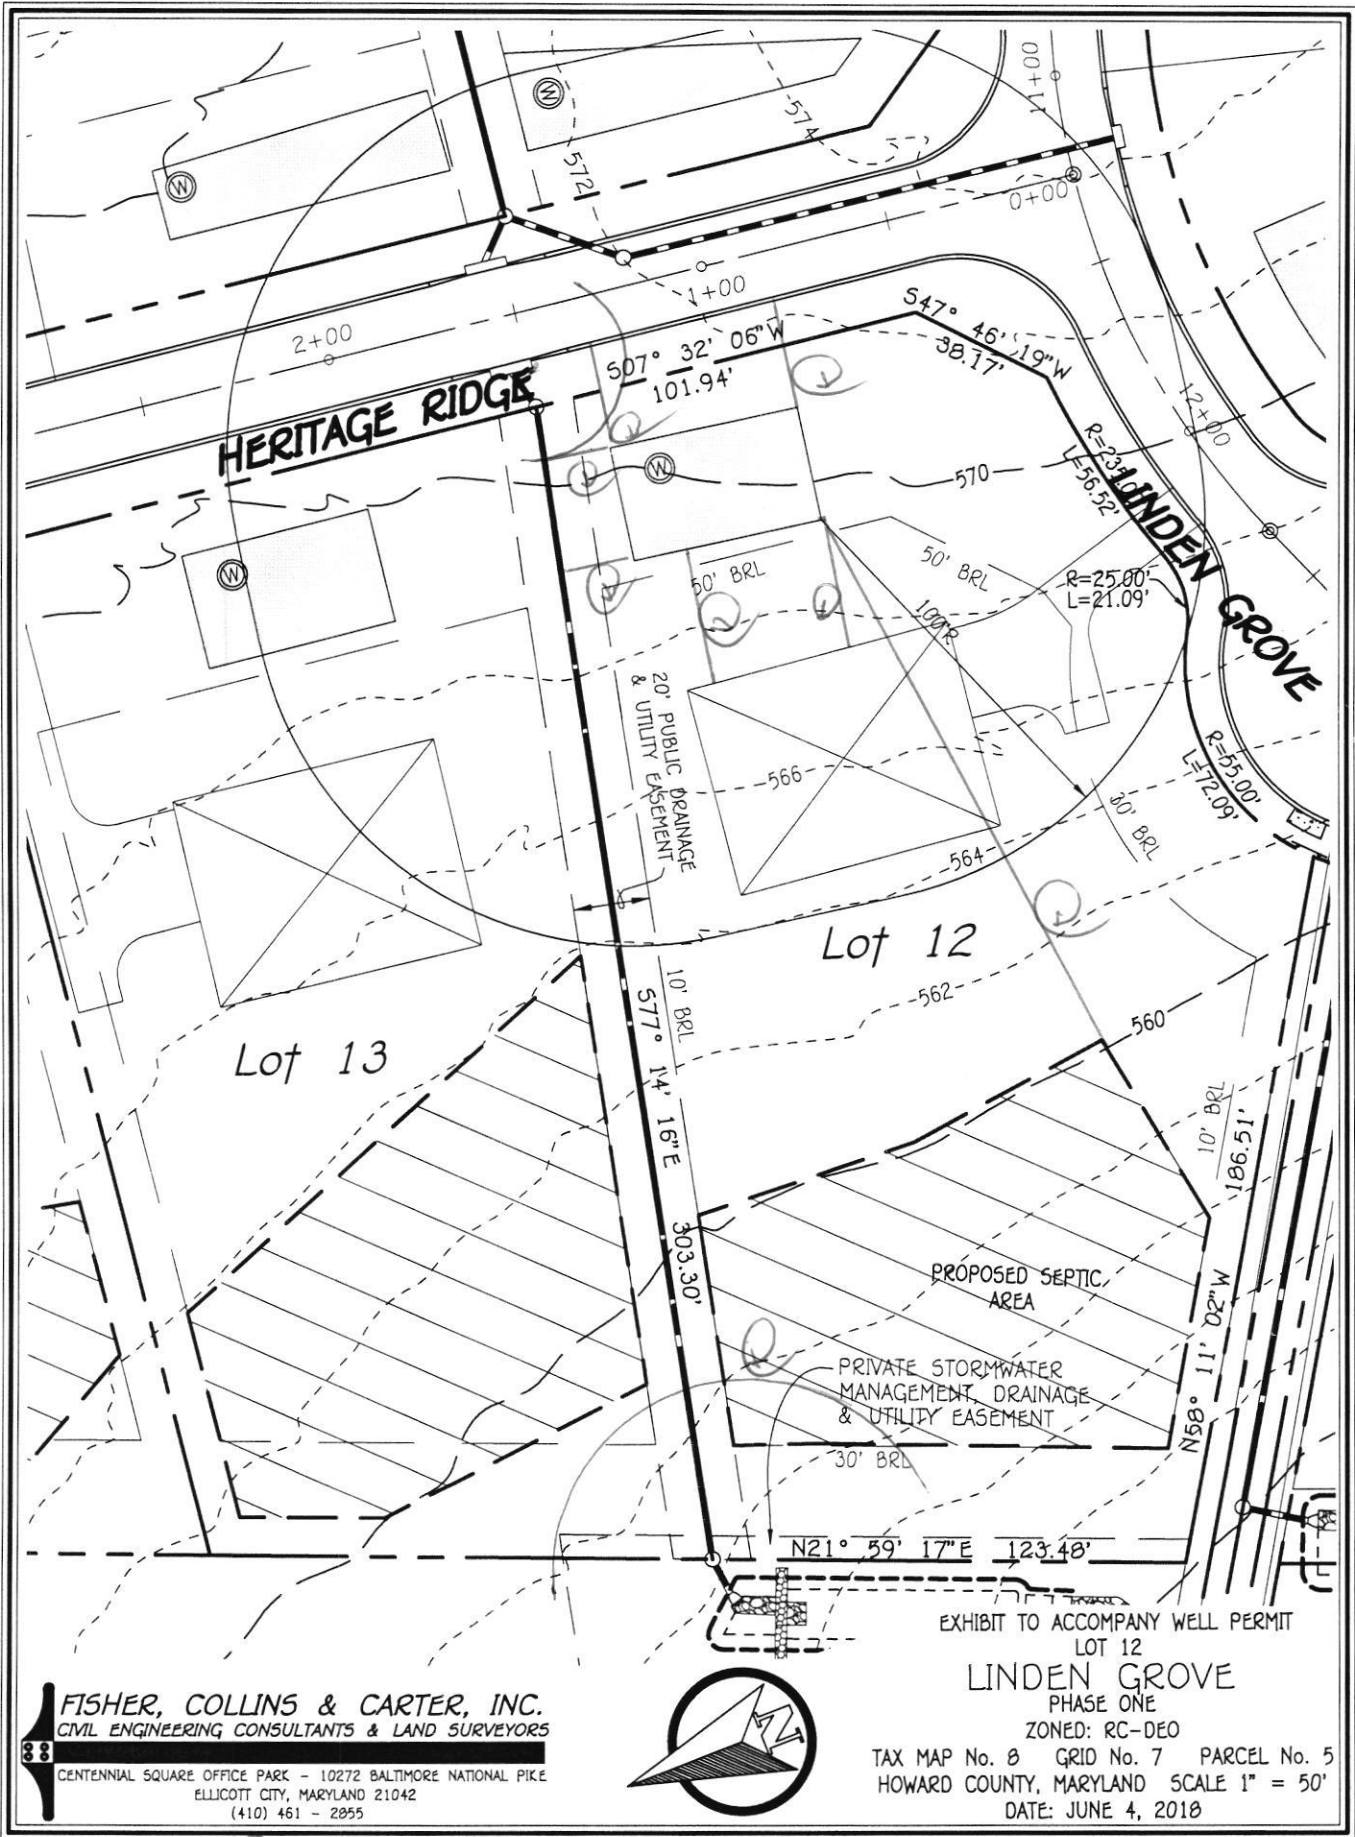 W
W
572
574
11+00
0+00
1+00
2+00
S07° 32' 06"W
101.94'
S47° 46' 19"W
38.17'
HERITAGE RIDGE
12+00
LINDEN GROVE
L=56.52'
W
570
W
50' BRL
50' BRL
R=25.00'
L=21.09'
100'R
20' PUBLIC DRAINAGE
& UTILITY EASEMENT
566
R=55.00'
L=72.09'
30' BRL
564
Lot 12
562
560
10' BRL
Lot 13
S77° 14' 16"E 303.30'
10' BRL
N58° 11' 02"W 186.51'
PROPOSED SEPTIC
AREA
PRIVATE STORMWATER
MANAGEMENT, DRAINAGE
& UTILITY EASEMENT
30' BRL
N21° 59' 17"E 123.48'
EXHIBIT TO ACCOMPANY WELL PERMIT
LOT 12
LINDEN GROVE
PHASE ONE
ZONED: RC-DEO
TAX MAP No. 8 GRID No. 7 PARCEL No. 5
HOWARD COUNTY, MARYLAND SCALE 1" = 50'
DATE: JUNE 4, 2018
N
FISHER, COLLINS & CARTER, INC.
CIVIL ENGINEERING CONSULTANTS & LAND SURVEYORS
CENTENNIAL SQUARE OFFICE PARK - 10272 BALTIMORE NATIONAL PIKE
ELLICOTT CITY, MARYLAND 21042
(410) 461 - 2855